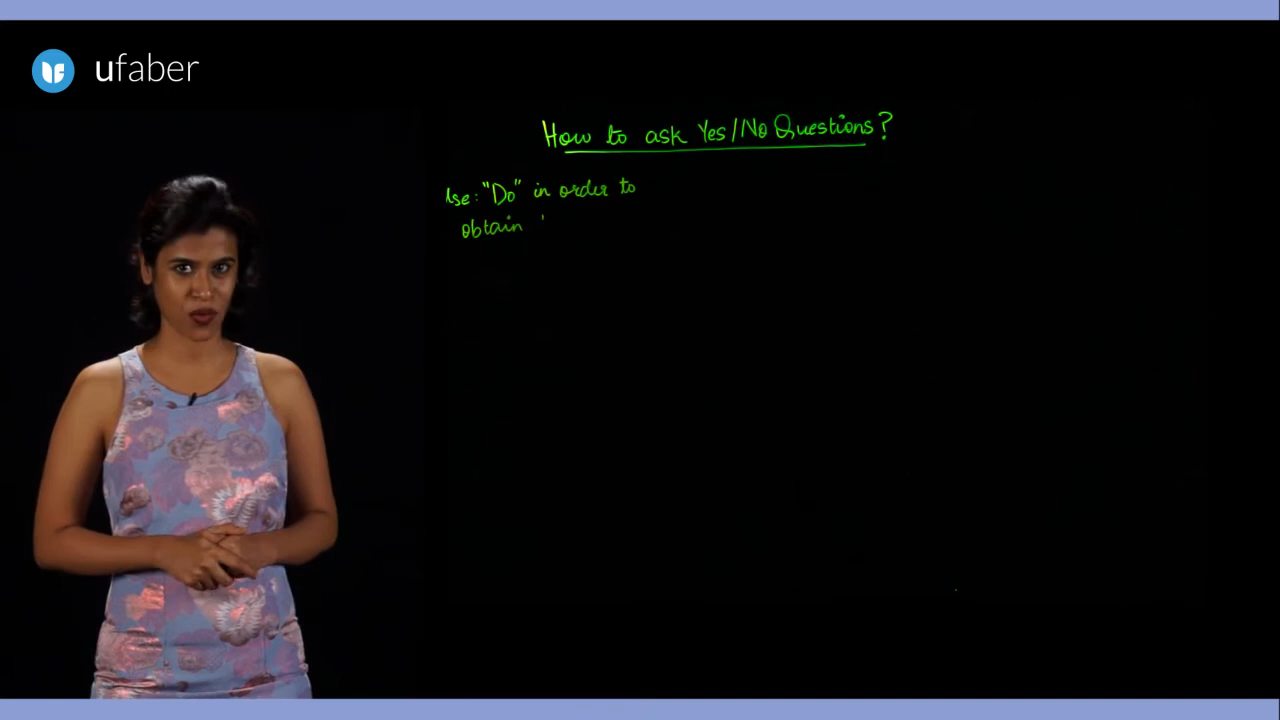 ufaber
How to ask Yes/No Questions?
Use: "Do" in order to
obtain '